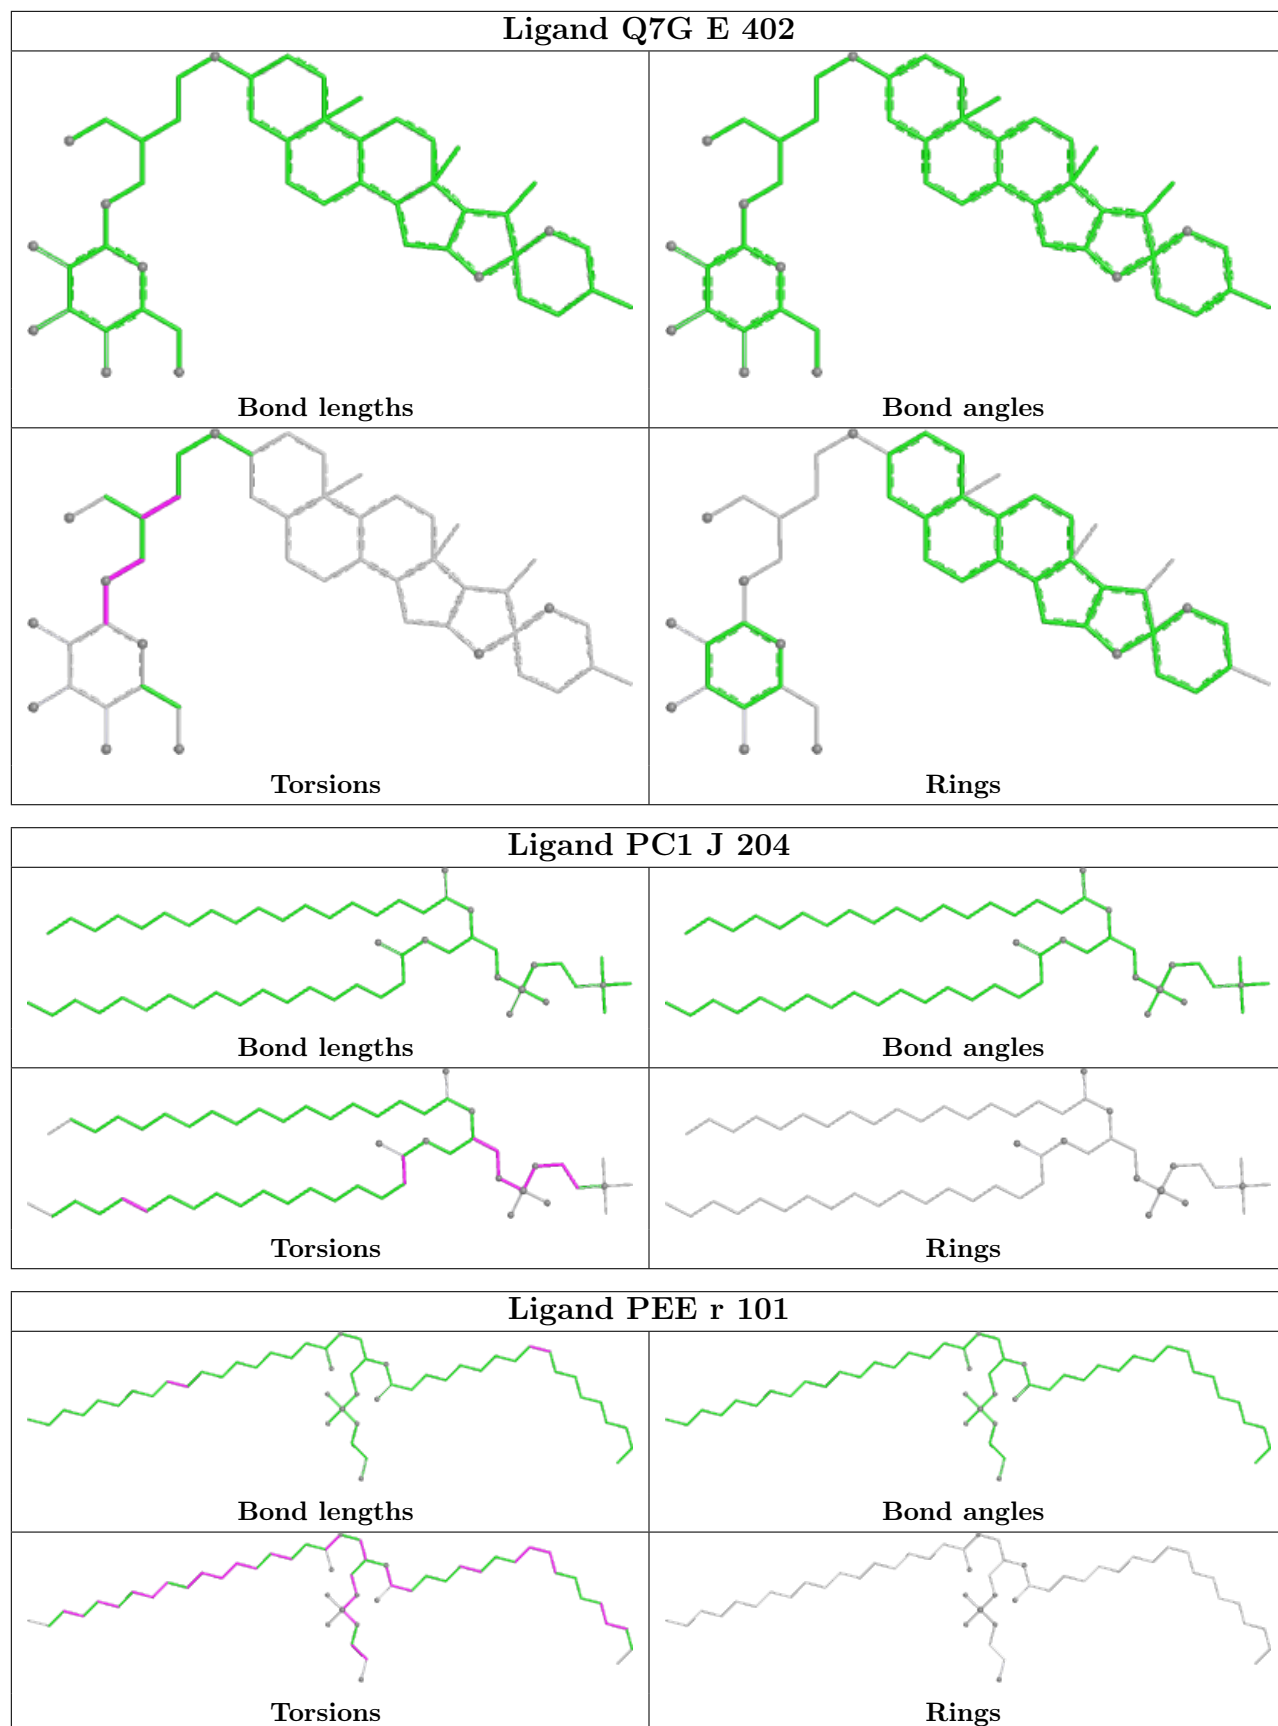 Ligand Q7G E 402
Bond lengths
Bond angles
Torsions
Rings
Ligand PC1 J 204
Bond lengths
Bond angles
Torsions
Rings
Ligand PEE r 101
Bond lengths
Bond angles
Torsions
Rings